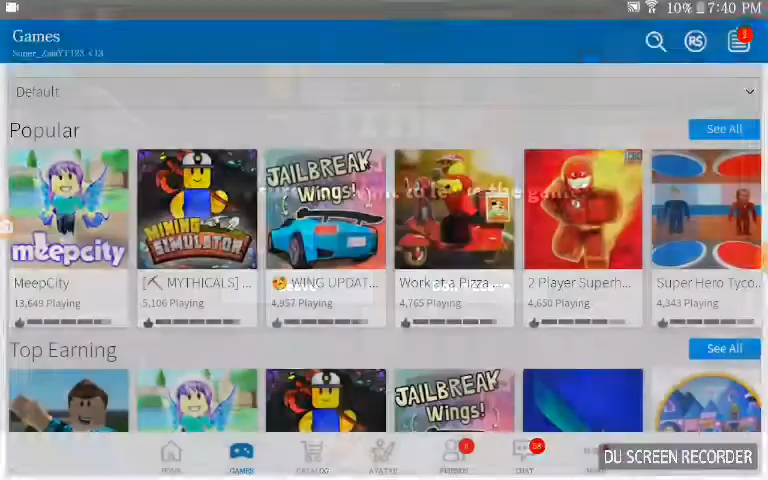 10% 7:40 PM
Games
3
Default
Popular
See All
meepcity
MINING SIMULATOR
JAILBREAK
Wings!
MeepCity
[⛏ MYTHICALS] ...
WING UPDAT...
Work at a Pizza ...
2 Player Superh...
Super Hero Tyco...
13,649 Playing
5,106 Playing
4,957 Playing
4,765 Playing
4,650 Playing
4,343 Playing
Top Earning
See All
JAILBREAK
Wings!
HOME
GAMES
CATALOG
AVATAR
FRIENDS
CHAT
DU SCREEN RECORDER